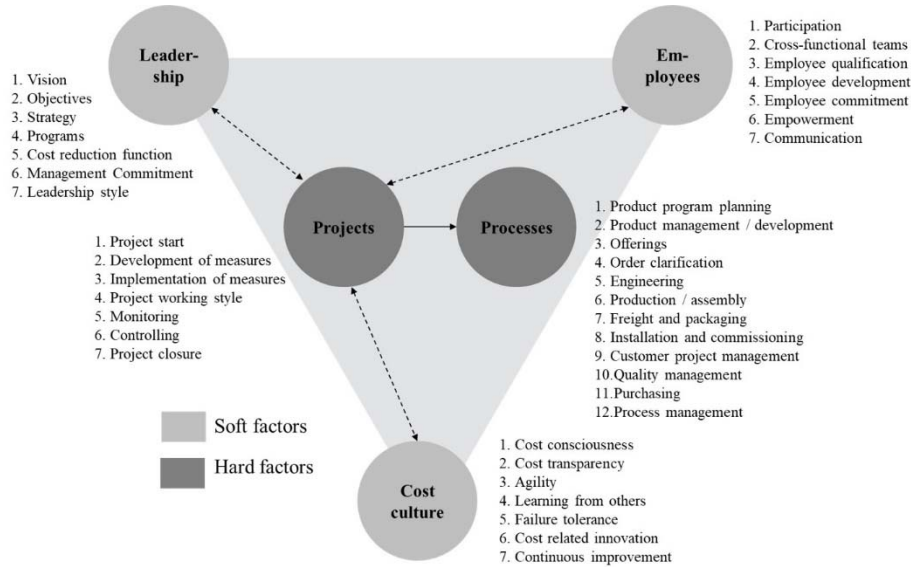 Leader-
ship
1. Vision
2. Objectives
3. Strategy
4. Programs
5. Cost reduction function
6. Management Commitment
7. Leadership style
Em-
ployees
1. Participation
2. Cross-functional teams
3. Employee qualification
4. Employee development
5. Employee commitment
6. Empowerment
7. Communication
Projects
1. Project start
2. Development of measures
3. Implementation of measures
4. Project working style
5. Monitoring
6. Controlling
7. Project closure
Processes
1. Product program planning
2. Product management / development
3. Offerings
4. Order clarification
5. Engineering
6. Production / assembly
7. Freight and packaging
8. Installation and commissioning
9. Customer project management
10.Quality management
11.Purchasing
12.Process management
Soft factors
Hard factors
Cost
culture
1. Cost consciousness
2. Cost transparency
3. Agility
4. Learning from others
5. Failure tolerance
6. Cost related innovation
7. Continuous improvement